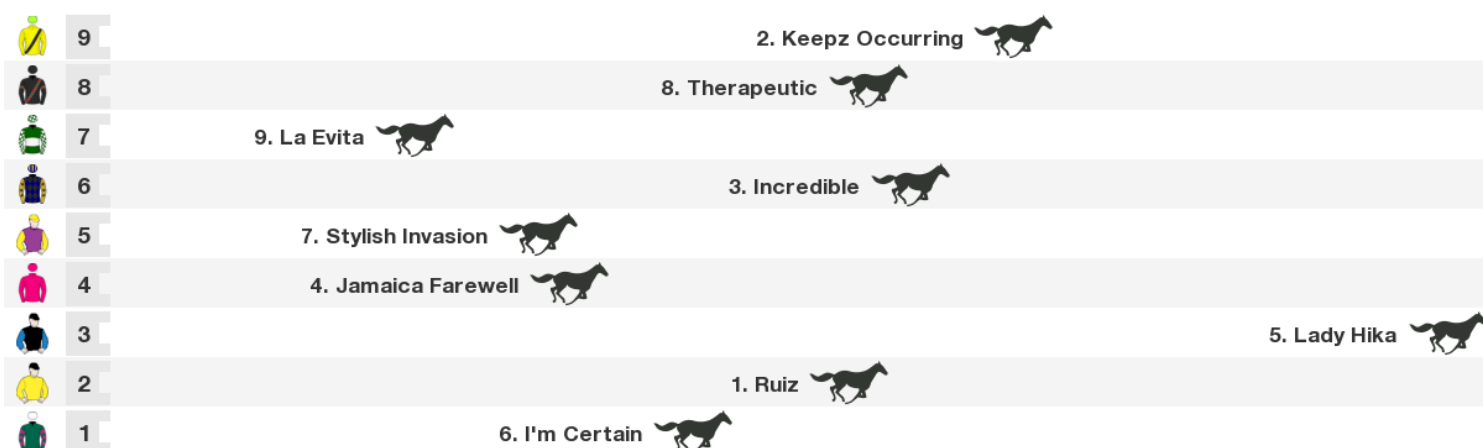 9 2. Keepz Occurring
8 8. Therapeutic
7 9. La Evita
6 3. Incredible
5 7. Stylish Invasion
4 4. Jamaica Farewell
3 5. Lady Hika
2 1. Ruiz
1 6. I'm Certain